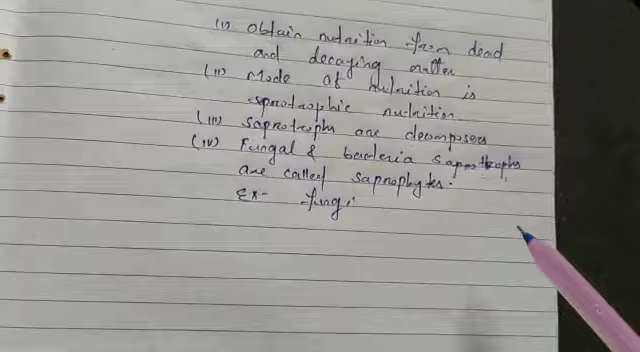 (i) Obtain nutrition from dead
and decaying matter
(ii) Mode of nutrition is
saprotrophic nutrition
(iii) Saprotrophs are decomposers
(iv) Fungal & bacteria saprotrophs
are called saprophytes.
Ex- fungi